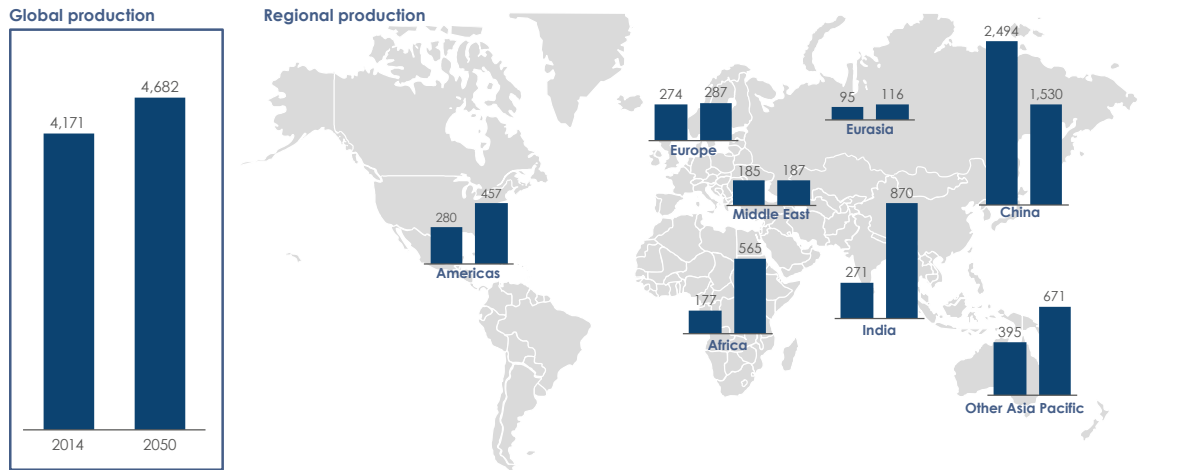 Global production
4,171
4,682
2014
2050
Regional production
280
457
Americas
274
287
Europe
185
187
Middle East
177
565
Africa
95
116
Eurasia
271
870
India
2,494
1,530
China
395
671
Other Asia Pacific